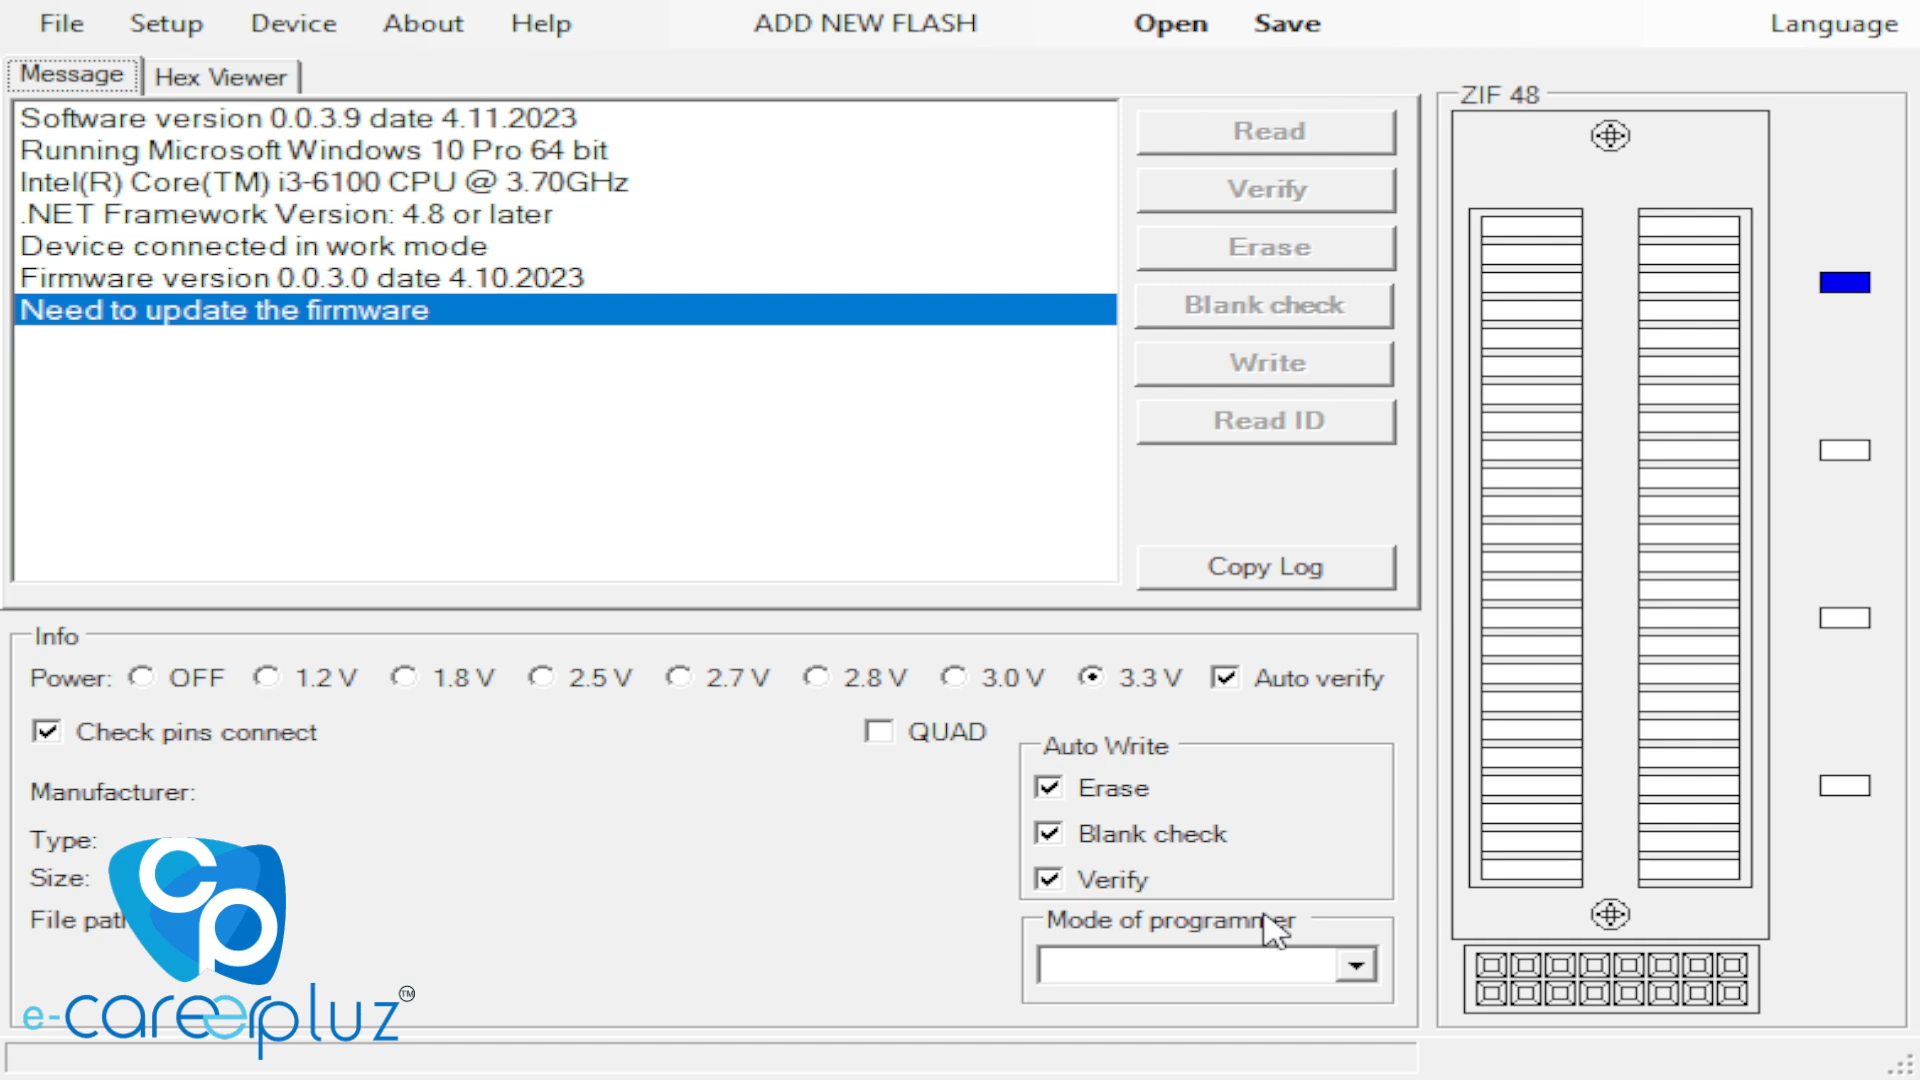 File Setup Device About Help ADD NEW FLASH Open Save Language
Message Hex Viewer
Software version 0.0.3.9 date 4.11.2023
Running Microsoft Windows 10 Pro 64 bit
Intel(R) Core(TM) i3-6100 CPU @ 3.70GHz
.NET Framework Version: 4.8 or later
Device connected in work mode
Firmware version 0.0.3.0 date 4.10.2023
Need to update the firmware
Read
Verify
Erase
Blank check
Write
Read ID
Copy Log
ZIF 48
Info
Power: OFF 1.2 V 1.8 V 2.5 V 2.7 V 2.8 V 3.0 V 3.3 V Auto verify
Check pins connect QUAD
Auto Write
Erase
Blank check
Verify
Manufacturer:
Type:
Size:
File path
Mode of programmer
cp
e-careerpluz™